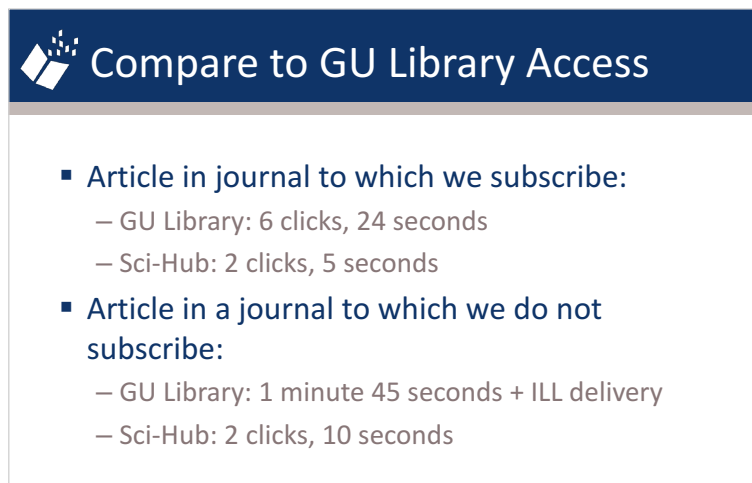 Compare to GU Library Access
▪ Article in journal to which we subscribe:
– GU Library: 6 clicks, 24 seconds
– Sci-Hub: 2 clicks, 5 seconds
▪ Article in a journal to which we do not
subscribe:
– GU Library: 1 minute 45 seconds + ILL delivery
– Sci-Hub: 2 clicks, 10 seconds